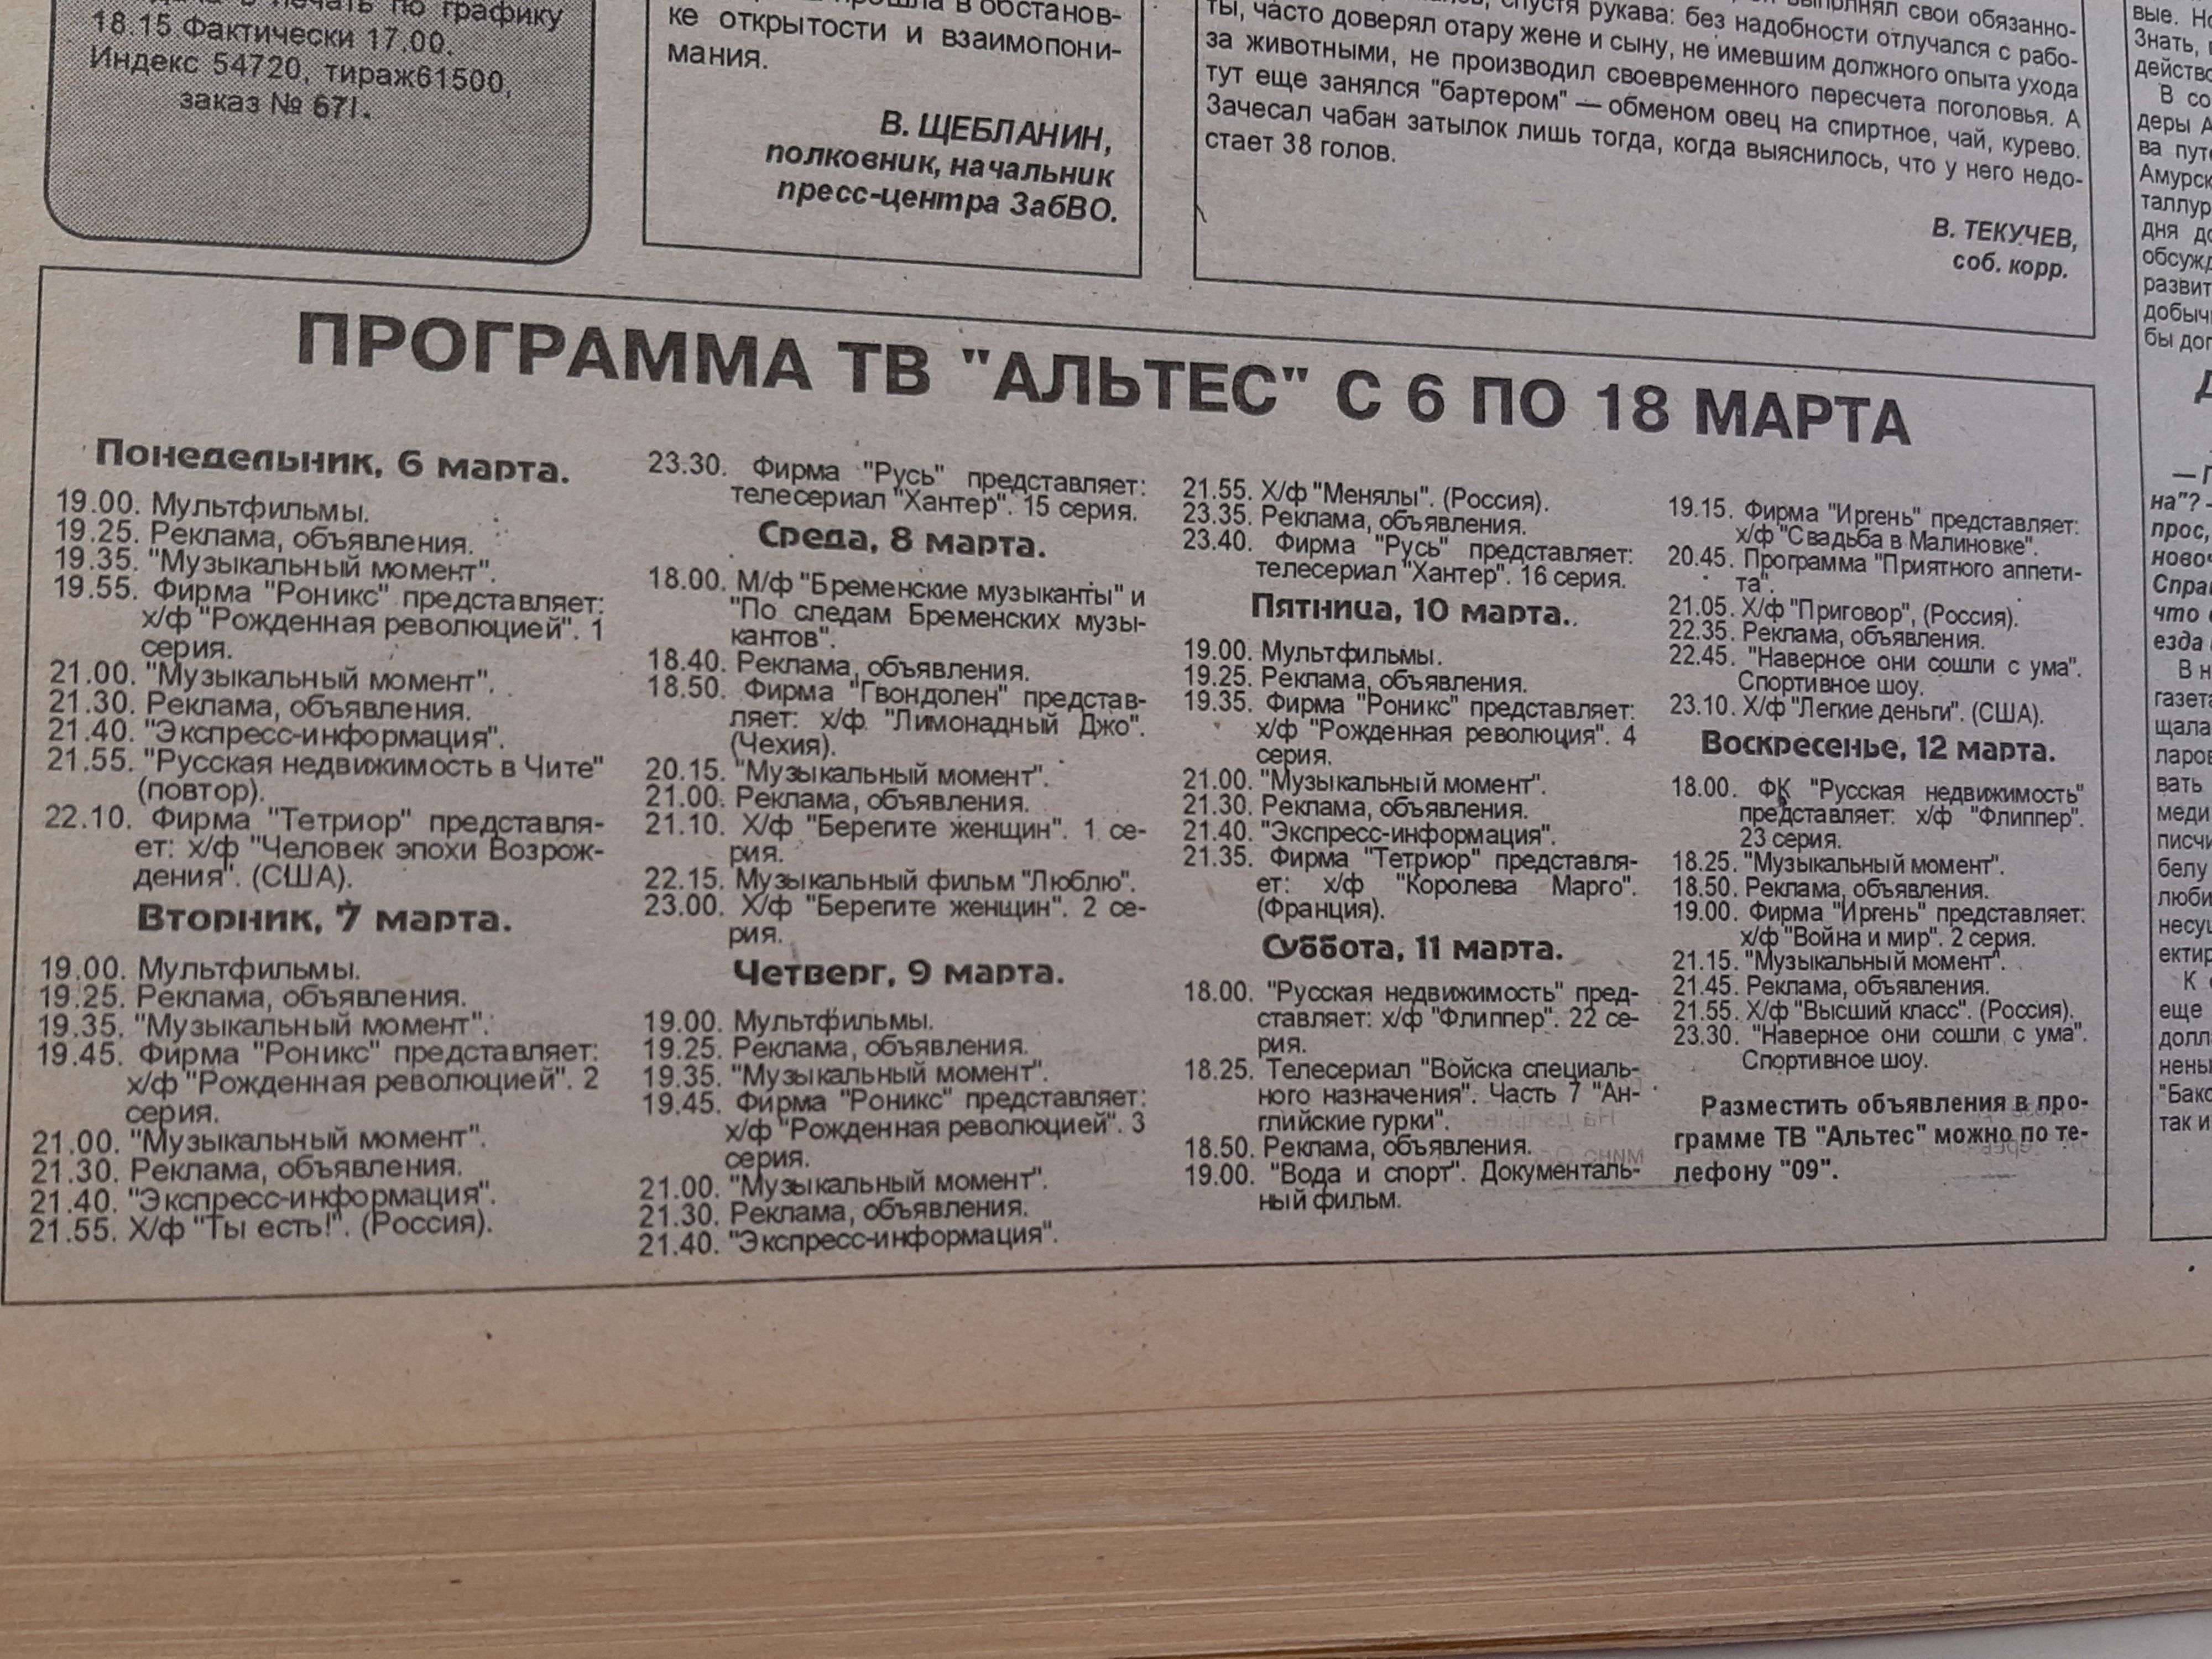 по графику
18.15 Фактически 17.00.
Индекс 54720, тираж61500,
заказ № 671.
в обстанов-
ке открытости и взаимопони-
мания.
В. ЩЕБЛАНИН,
полковник, начальник
пресс-центра ЗабВО.
спустя рукава: без надобности отлучался с рабо-
ты, часто доверял отару жене и сыну, не имевшим должного опыта ухода
за животными, не производил своевременного пересчета поголовья. А
тут еще занялся "бартером" — обменом овец на спиртное, чай, курево.
Зачесал чабан затылок лишь тогда, когда выяснилось, что у него недо-
стает 38 голов.
В. ТЕКУЧЕВ,
соб. корр.
ПРОГРАММА ТВ "АЛЬТЕС" С 6 ПО 18 МАРТА
Понедельник, 6 марта.
19.00. Мультфильмы.
19.25. Реклама, объявления.
19.35. "Музыкальный момент".
19.55. Фирма "Роникс" представляет:
х/ф "Рожденная революцией". 1
серия.
21.00. "Музыкальный момент".
21.30. Реклама, объявления.
21.40. "Экспресс-информация".
21.55. "Русская недвижимость в Чите"
(повтор).
22.10. Фирма "Тетриор" представля-
ет: х/ф "Человек эпохи Возрож-
дения". (США).
Вторник, 7 марта.
19.00. Мультфильмы.
19.25. Реклама, объявления.
19.35. "Музыкальный момент".
19.45. Фирма "Роникс" представляет:
х/ф "Рожденная революцией". 2
серия.
21.00. "Музыкальный момент".
21.30. Реклама, объявления.
21.40. "Экспресс-информация".
21.55. Х/ф "Ты есть!". (Россия).
23.30. Фирма "Русь" представляет:
телесериал "Хантер". 15 серия.
Среда, 8 марта.
18.00. М/ф "Бременские музыканты" и
"По следам Бременских музы-
кантов".
18.40. Реклама, объявления.
18.50. Фирма "Гвондолен" представ-
ляет: х/ф "Лимонадный Джо".
(Чехия).
20.15. "Музыкальный момент".
21.00. Реклама, объявления.
21.10. Х/ф "Берегите женщин". 1 се-
рия.
22.15. Музыкальный фильм "Люблю".
23.00. Х/ф "Берегите женщин". 2 се-
рия.
Четверг, 9 марта.
19.00. Мультфильмы.
19.25. Реклама, объявления.
19.35. "Музыкальный момент".
19.45. Фирма "Роникс" представляет:
х/ф "Рожденная революцией". 3
серия.
21.00. "Музыкальный момент".
21.30. Реклама, объявления.
21.40. "Экспресс-информация".
21.55. Х/ф "Менялы". (Россия).
23.35. Реклама, объявления.
23.40. Фирма "Русь" представляет:
телесериал "Хантер". 16 серия.
Пятница, 10 марта.
19.00. Мультфильмы.
19.25. Реклама, объявления.
19.35. Фирма "Роникс" представляет:
х/ф "Рожденная революция". 4
серия.
21.00. "Музыкальный момент".
21.30. Реклама, объявления.
21.40. "Экспресс-информация".
21.35. Фирма "Тетриор" представля-
ет: х/ф "Королева Марго".
(Франция).
Суббота, 11 марта.
18.00. "Русская недвижимость" пред-
ставляет: х/ф "Флиппер". 22 се-
рия.
18.25. Телесериал "Войска специаль-
ного назначения". Часть 7 "Ан-
глийские гурки".
18.50. Реклама, объявления.
19.00. "Вода и спорт". Документаль-
ный фильм.
19.15. Фирма "Иргень" представляет:
х/ф "Свадьба в Малиновке".
20.45. Программа "Приятного аппети-
та".
21.05. Х/ф "Приговор", (Россия).
22.35. Реклама, объявления.
22.45. "Наверное они сошли с ума".
Спортивное шоу.
23.10. Х/ф "Легкие деньги". (США).
Воскресенье, 12 марта.
18.00. ФК "Русская недвижимость"
представляет: х/ф "Флиппер".
23 серия.
18.25. "Музыкальный момент".
18.50. Реклама, объявления.
19.00. Фирма "Иргень" представляет:
х/ф "Война и мир". 2 серия.
21.15. "Музыкальный момент".
21.45. Реклама, объявления.
21.55. Х/ф "Высший класс". (Россия).
23.30. "Наверное они сошли с ума".
Спортивное шоу.
Разместить объявления в про-
грамме ТВ "Альтес" можно по те-
лефону "09".